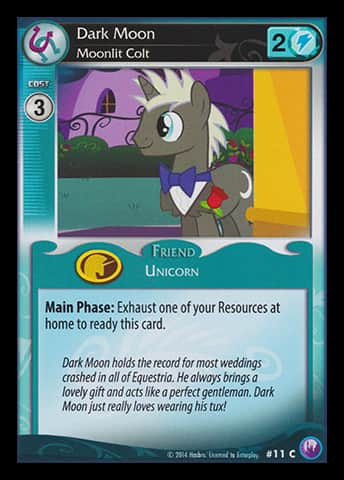 Dark Moon
Moonlit Colt
2
COST
3
FRIEND
UNICORN
Main Phase: Exhaust one of your Resources at
home to ready this card.
Dark Moon holds the record for most weddings
crashed in all of Equestria. He always brings a
lovely gift and acts like a perfect gentleman. Dark
Moon just really loves wearing his tux!
© 2014 Hasbro. Licensed to Enterplay.
#11 C